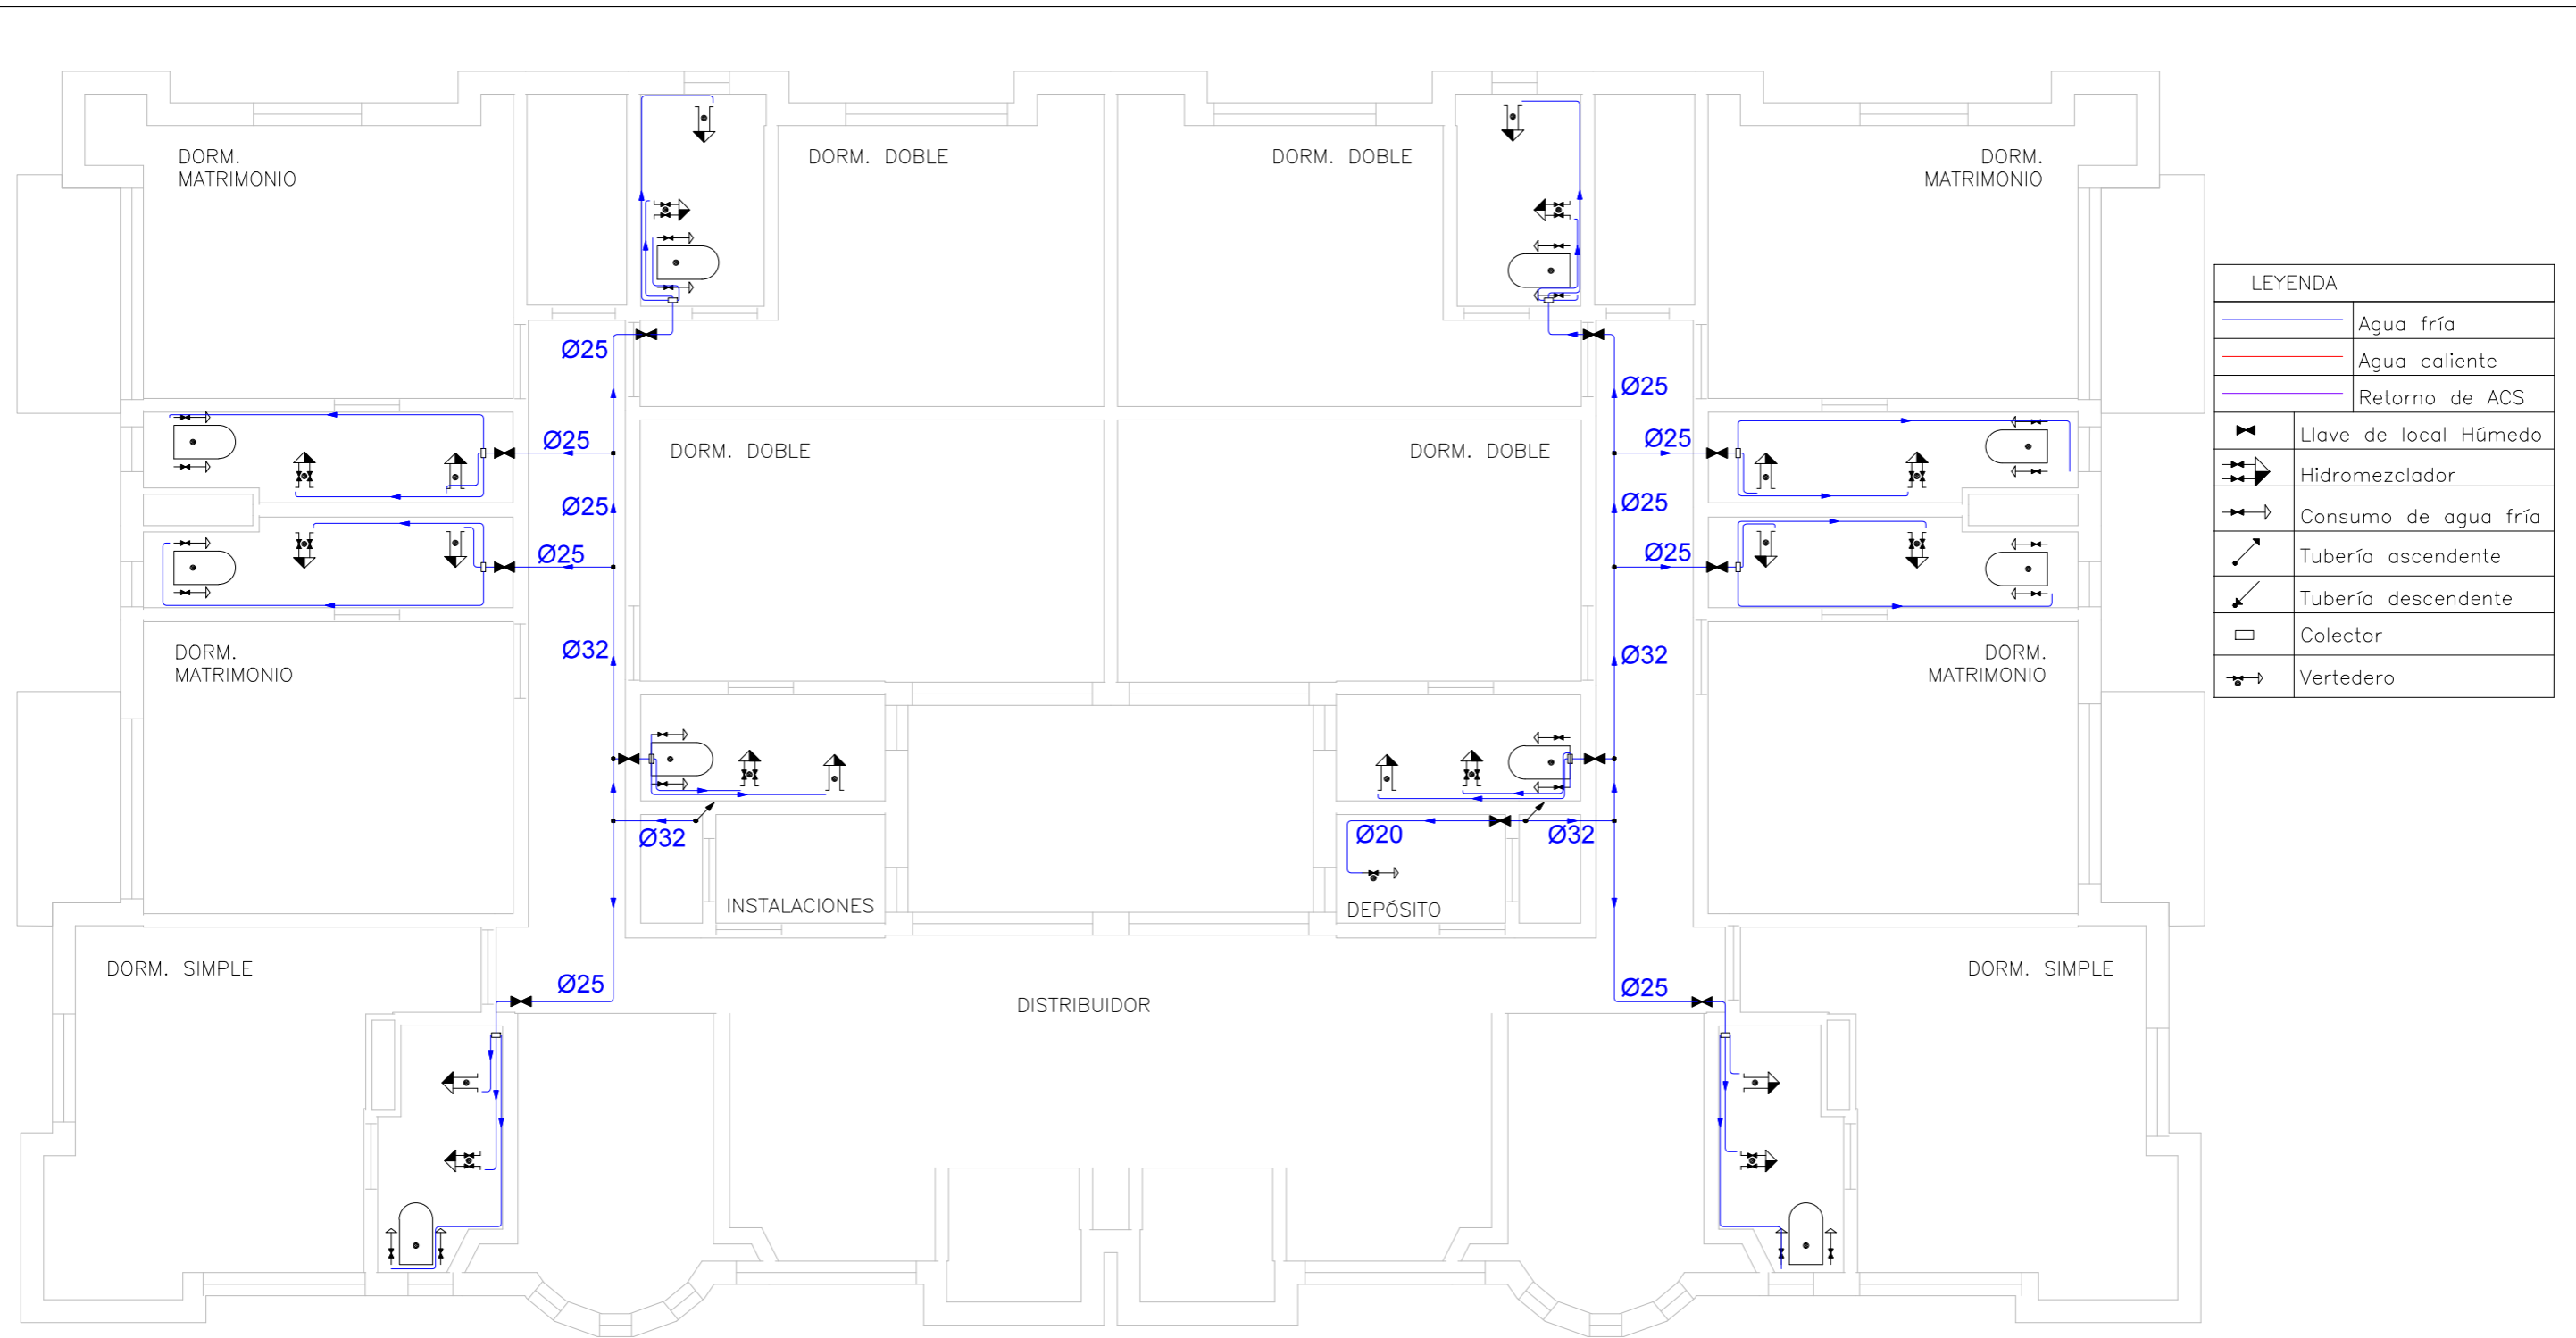 DORM.
MATRIMONIO
DORM. DOBLE
DORM. DOBLE
DORM.
MATRIMONIO
LEYENDA
Agua fría
Agua caliente
Retorno de ACS
Llave de local Húmedo
Hidromezclador
Consumo de agua fría
Tubería ascendente
Tubería descendente
Colector
Vertedero
Ø25
Ø25
Ø25
Ø25
DORM. DOBLE
DORM. DOBLE
Ø25
Ø25
Ø25
Ø25
Ø32
Ø32
DORM.
MATRIMONIO
DORM.
MATRIMONIO
Ø32
Ø20
Ø32
INSTALACIONES
DEPÓSITO
DORM. SIMPLE
DORM. SIMPLE
Ø25
Ø25
DISTRIBUIDOR